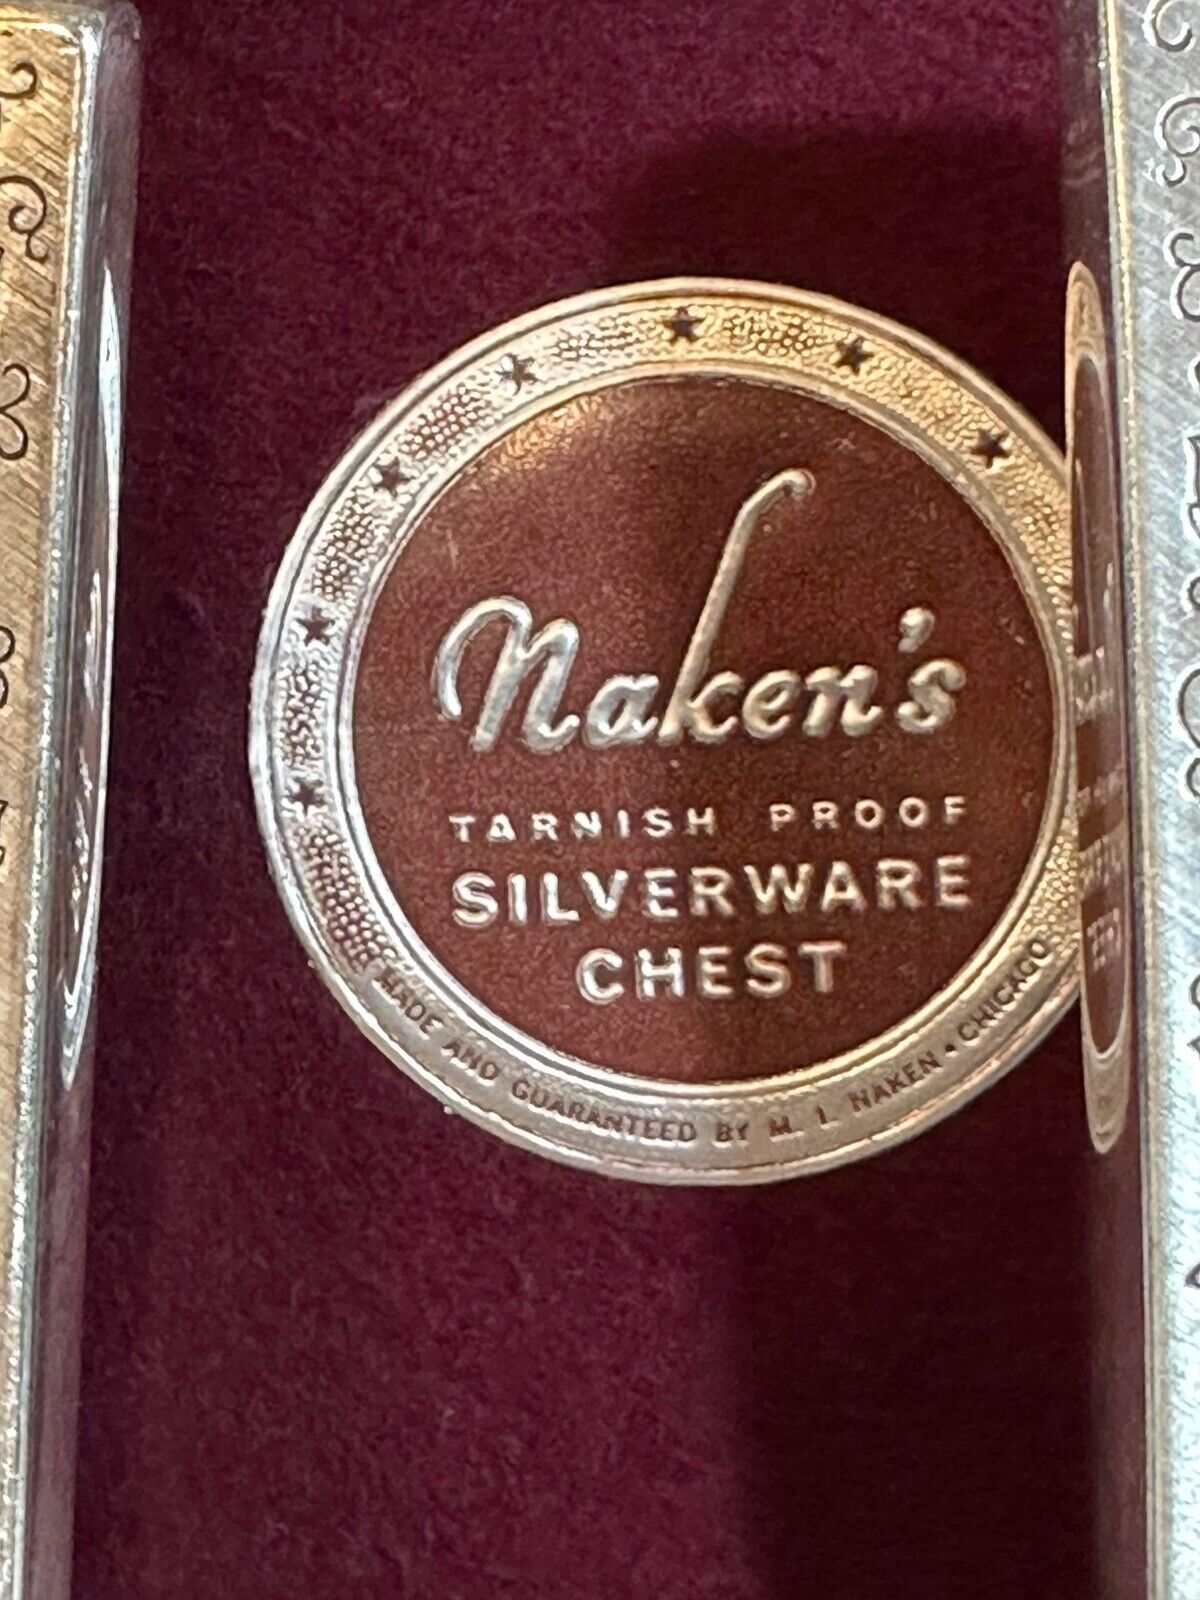 Naken's
TARNISH PROOF
SILVERWARE
CHEST
MADE AND GUARANTEED BY M. I. NAKEN • CHICAGO